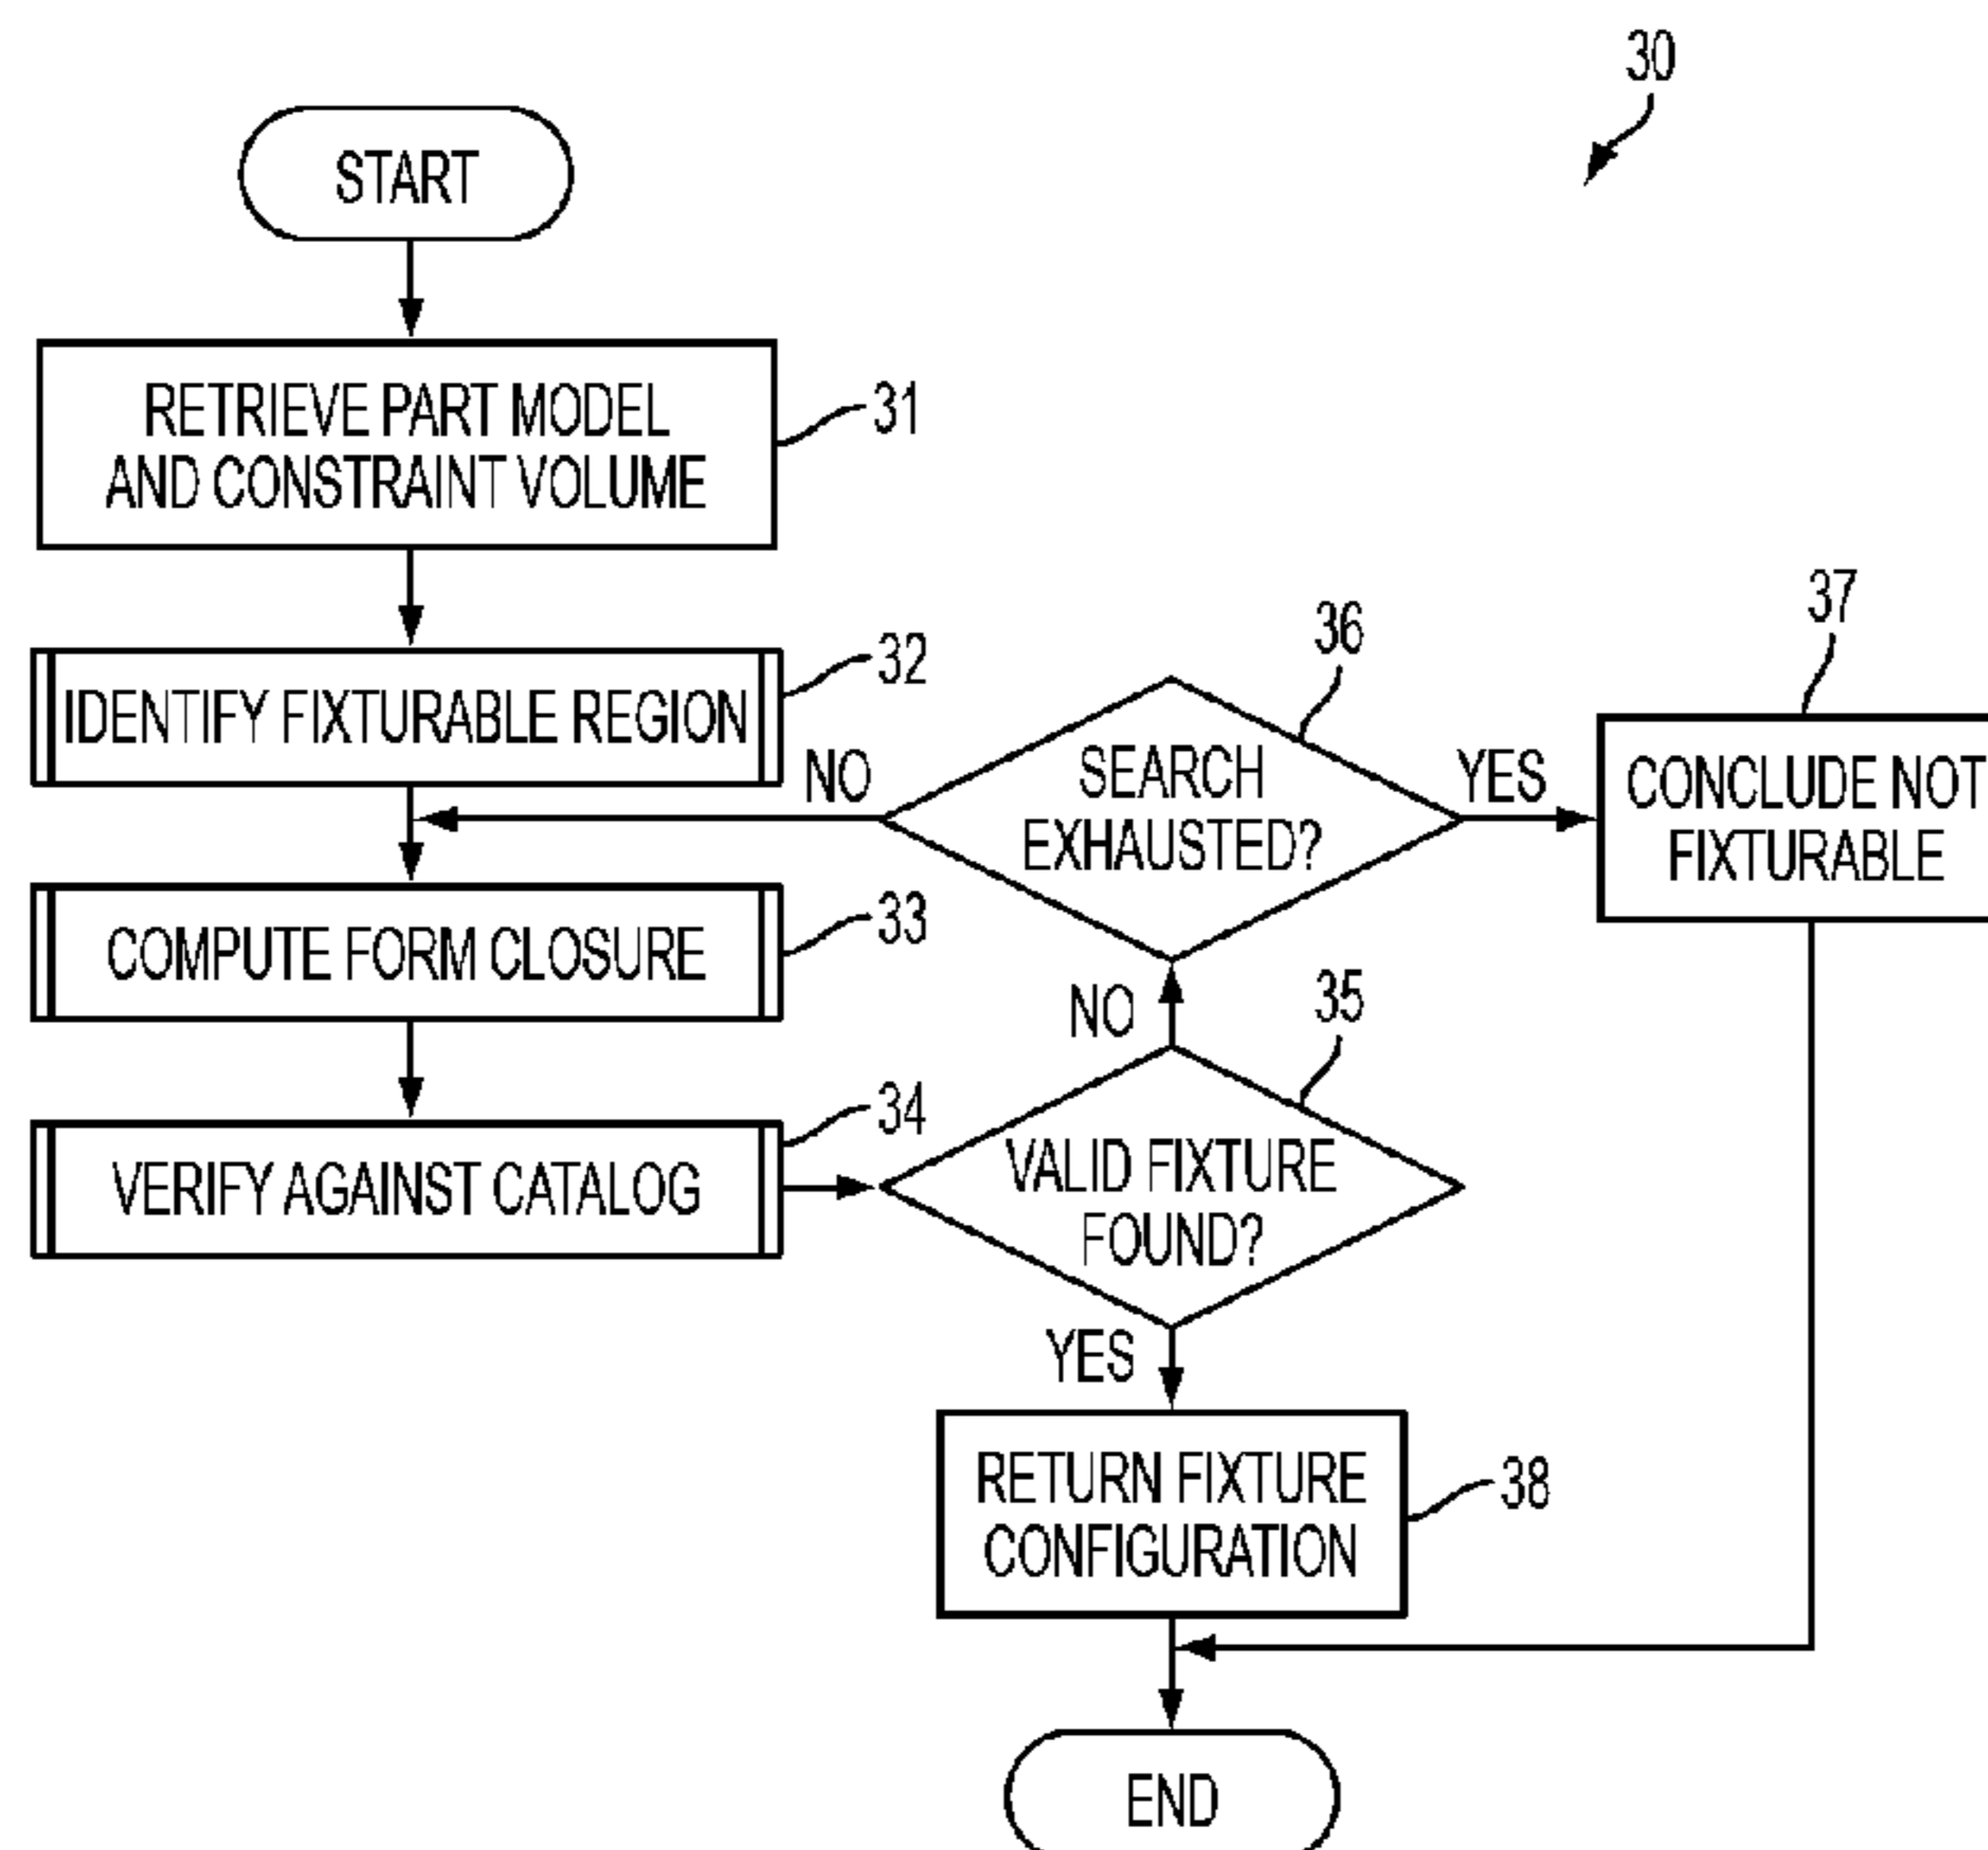 30
START
RETRIEVE PART MODEL
AND CONSTRAINT VOLUME
31
IDENTIFY FIXTURABLE REGION
32
COMPUTE FORM CLOSURE
33
VERIFY AGAINST CATALOG
34
VALID FIXTURE
FOUND?
35
NO
YES
SEARCH
EXHAUSTED?
36
NO
YES
CONCLUDE NOT
FIXTURABLE
37
RETURN FIXTURE
CONFIGURATION
38
END